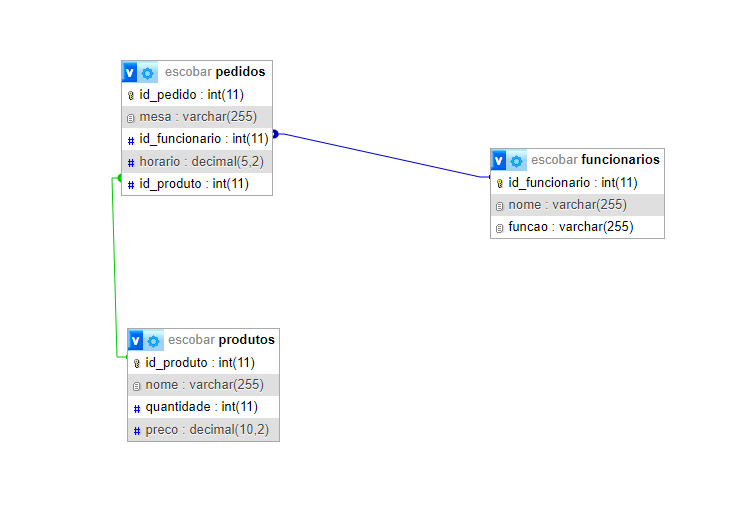 v escobar pedidos
id_pedido : int(11)
mesa : varchar(255)
# id_funcionario : int(11)
# horario : decimal(5,2)
# id_produto : int(11)
v escobar funcionarios
id_funcionario : int(11)
nome : varchar(255)
funcao : varchar(255)
v escobar produtos
id_produto : int(11)
nome : varchar(255)
# quantidade : int(11)
# preco : decimal(10,2)